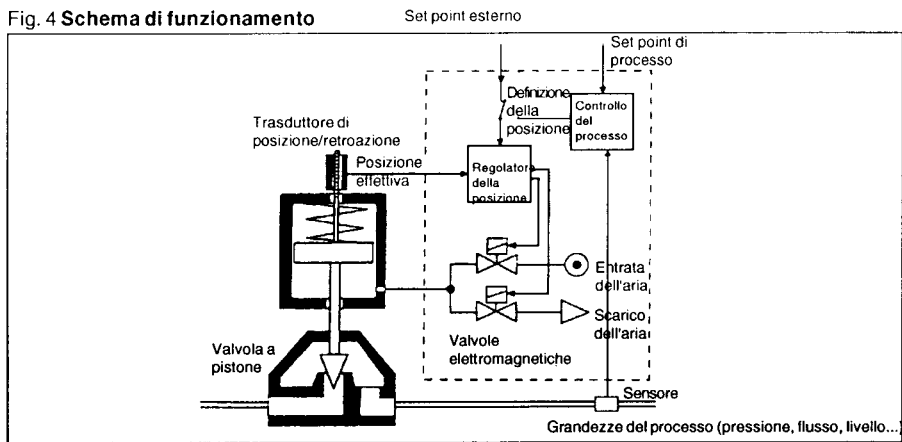 Fig. 4 Schema di funzionamento
Set point esterno
Set point di
processo
Definizione
della
posizione
Controllo
del
processo
Trasduttore di
posizione/retroazione
Posizione
effettiva
Regolatore
della
posizione
Entrata
dell'aria
Scarico
dell'aria
Valvole
elettromagnetiche
Valvola a
pistone
Sensore
Grandezze del processo (pressione, flusso, livello...)